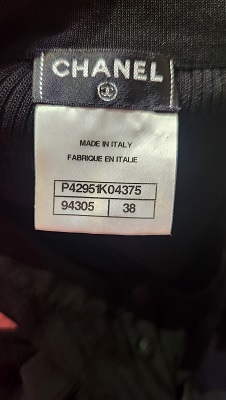 CHANEL
MADE IN ITALY
FABRIQUE EN ITALIE
P42951K04375
94305 38